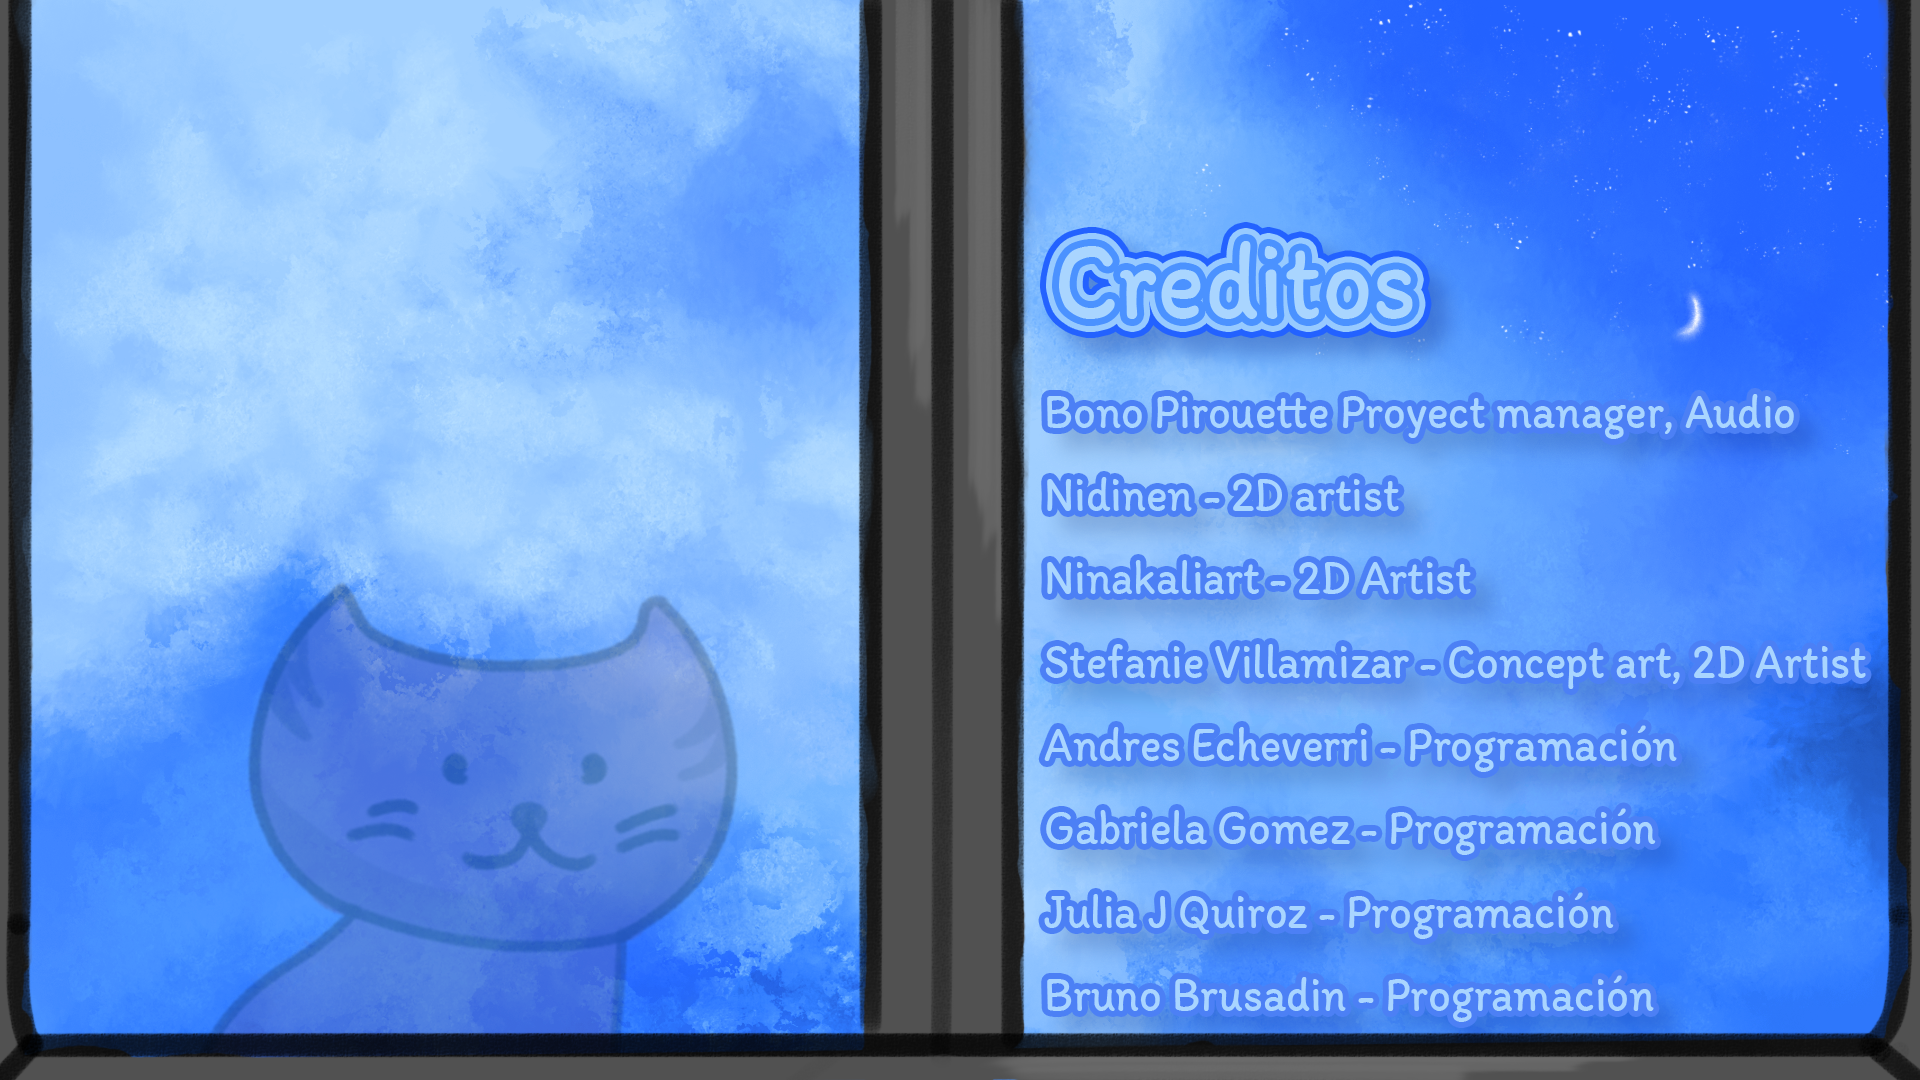 Creditos
Bono Pirouette Proyect manager, Audio
Nidinen - 2D artist
Ninakaliart - 2D Artist
Stefanie Villamizar - Concept art, 2D Artist
Andres Echeverri - Programación
Gabriela Gomez - Programación
Julia J Quiroz - Programación
Bruno Brusadin - Programación